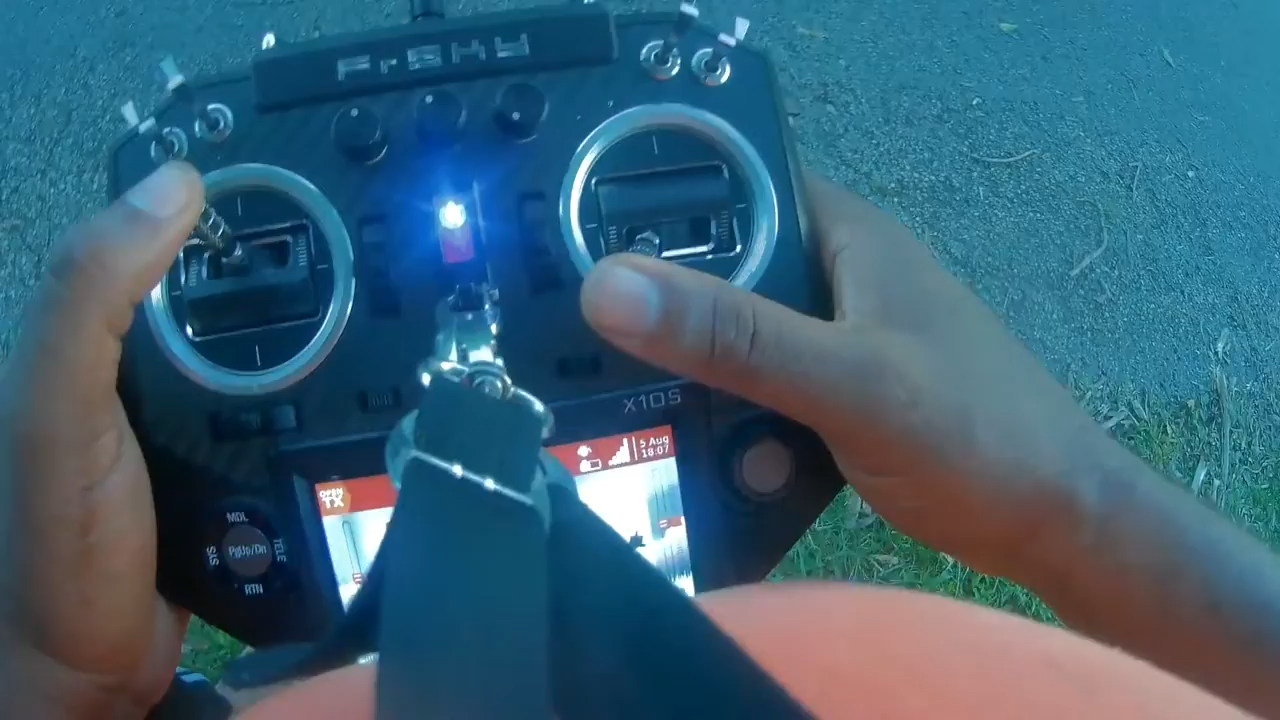 FrSKY
X10S
5 Aug
18:07
OPEN
TX
MDL
SYS
PgUp/Dn
TELE
RTN